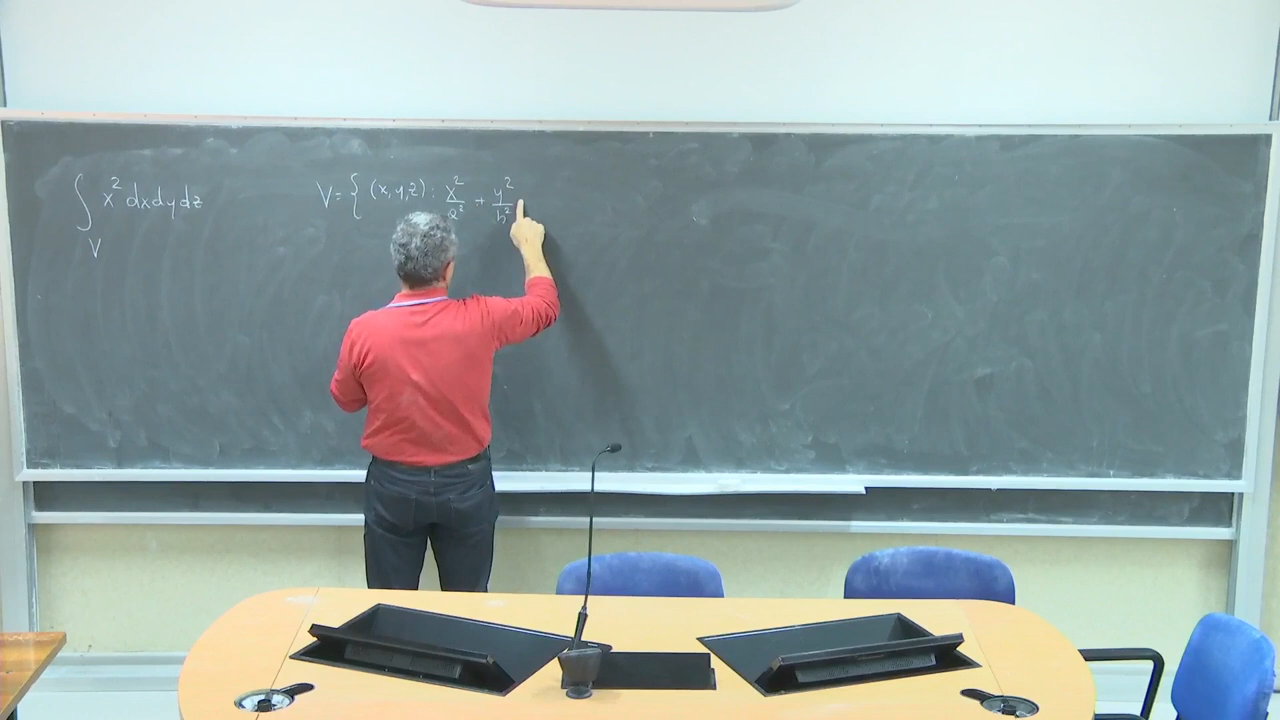 ∫ x² dxdydz V={ (x,y,z) : x²/a² + y²/b²
V